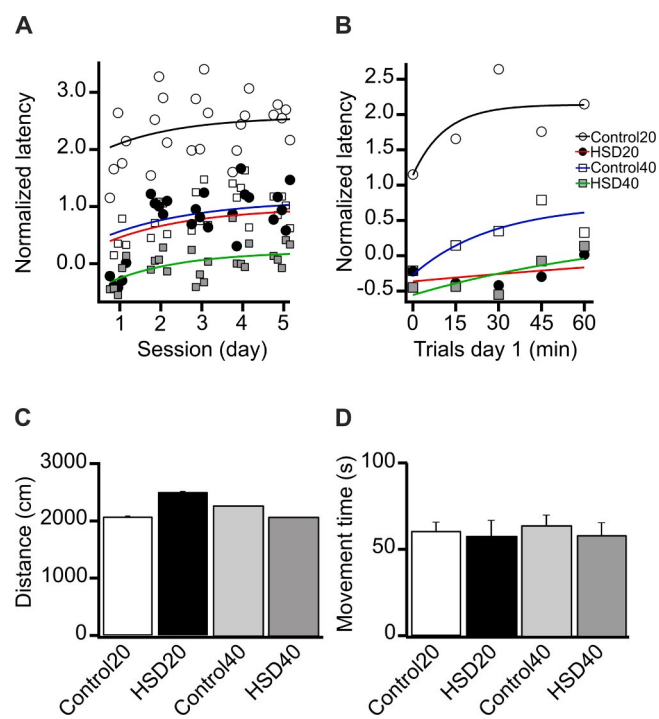 A
Normalized latency
3.0
2.0
1.0
0.0
1 2 3 4 5
Session (day)
B
Normalized latency
2.5
2.0
1.5
1.0
0.5
0.0
-0.5
0 15 30 45 60
Trials day 1 (min)
Control20
HSD20
Control40
HSD40
C
Distance (cm)
3000
2000
1000
0
Control20 HSD20 Control40 HSD40
D
Movement time (s)
100
50
0
Control20 HSD20 Control40 HSD40